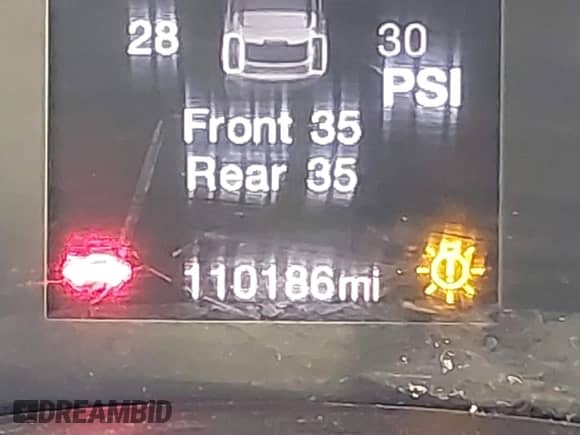 28 30
PSI
Front 35
Rear 35
110186mi
DREAMBID